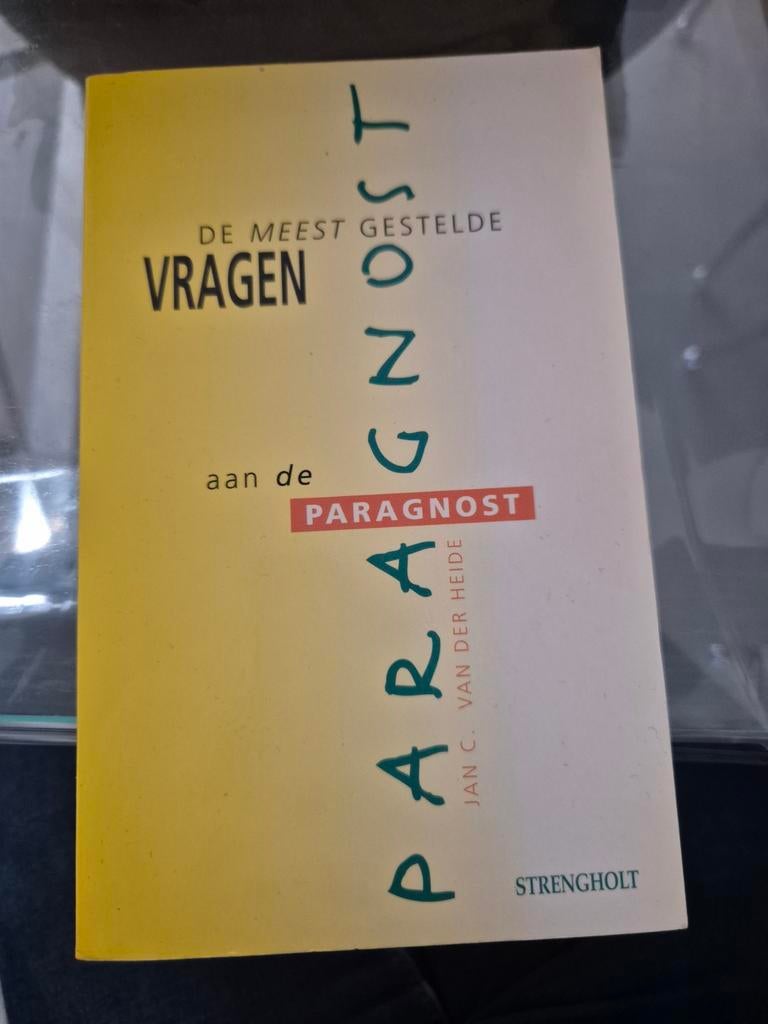 DE MEEST GESTELDE
VRAGEN
aan de
PARAGNOST
PARAGNOST
JAN C. VAN DER HEIDE
STRENGHOLT